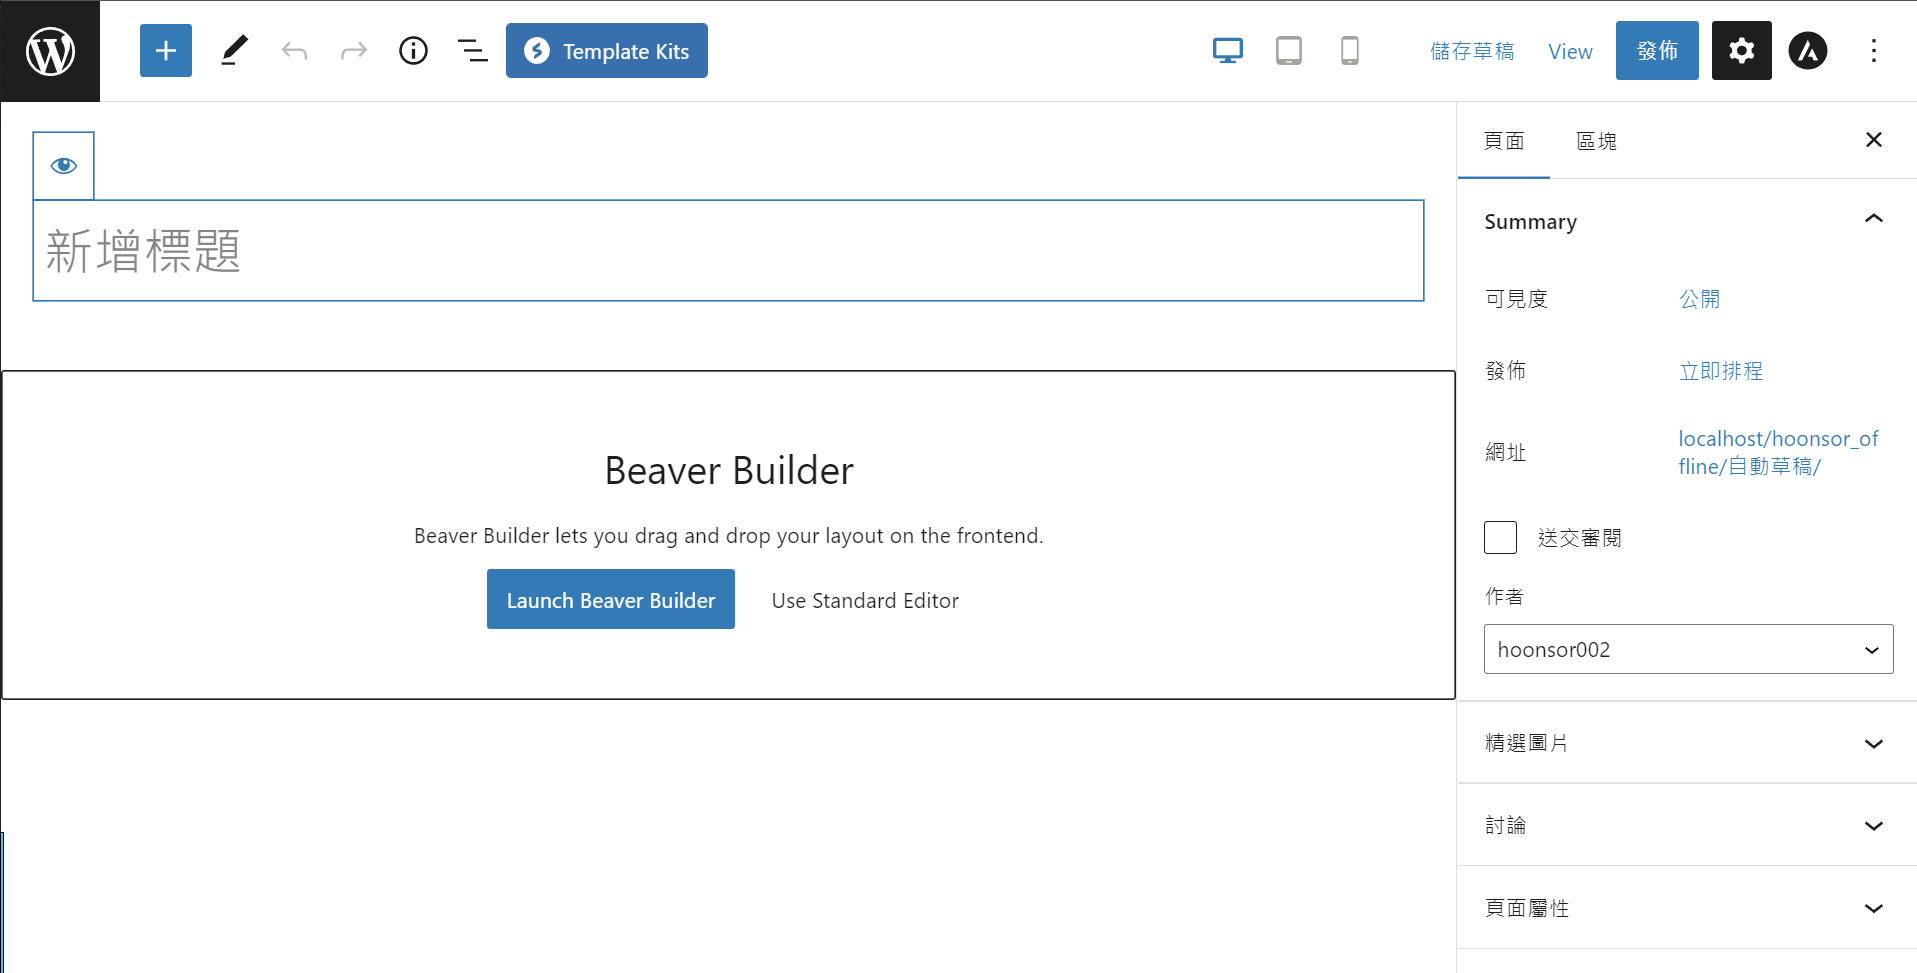 Template Kits
儲存草稿
View
發佈
頁面
區塊
新增標題
Summary
可見度
公開
發佈
立即排程
網址
localhost/hoonsor_of
fline/自動草稿/
Beaver Builder
Beaver Builder lets you drag and drop your layout on the frontend.
Launch Beaver Builder
Use Standard Editor
送交審閱
作者
hoonsor002
精選圖片
討論
頁面屬性